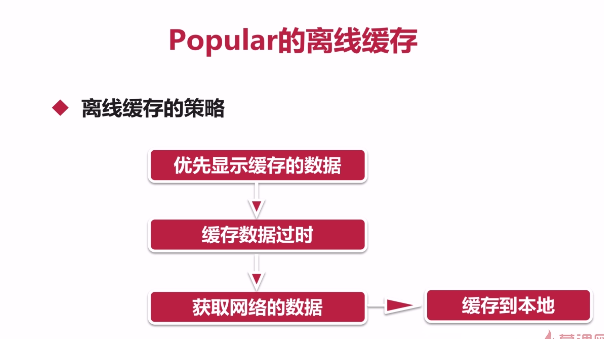 Popular的离线缓存
离线缓存的策略
优先显示缓存的数据
缓存数据过时
获取网络的数据
缓存到本地